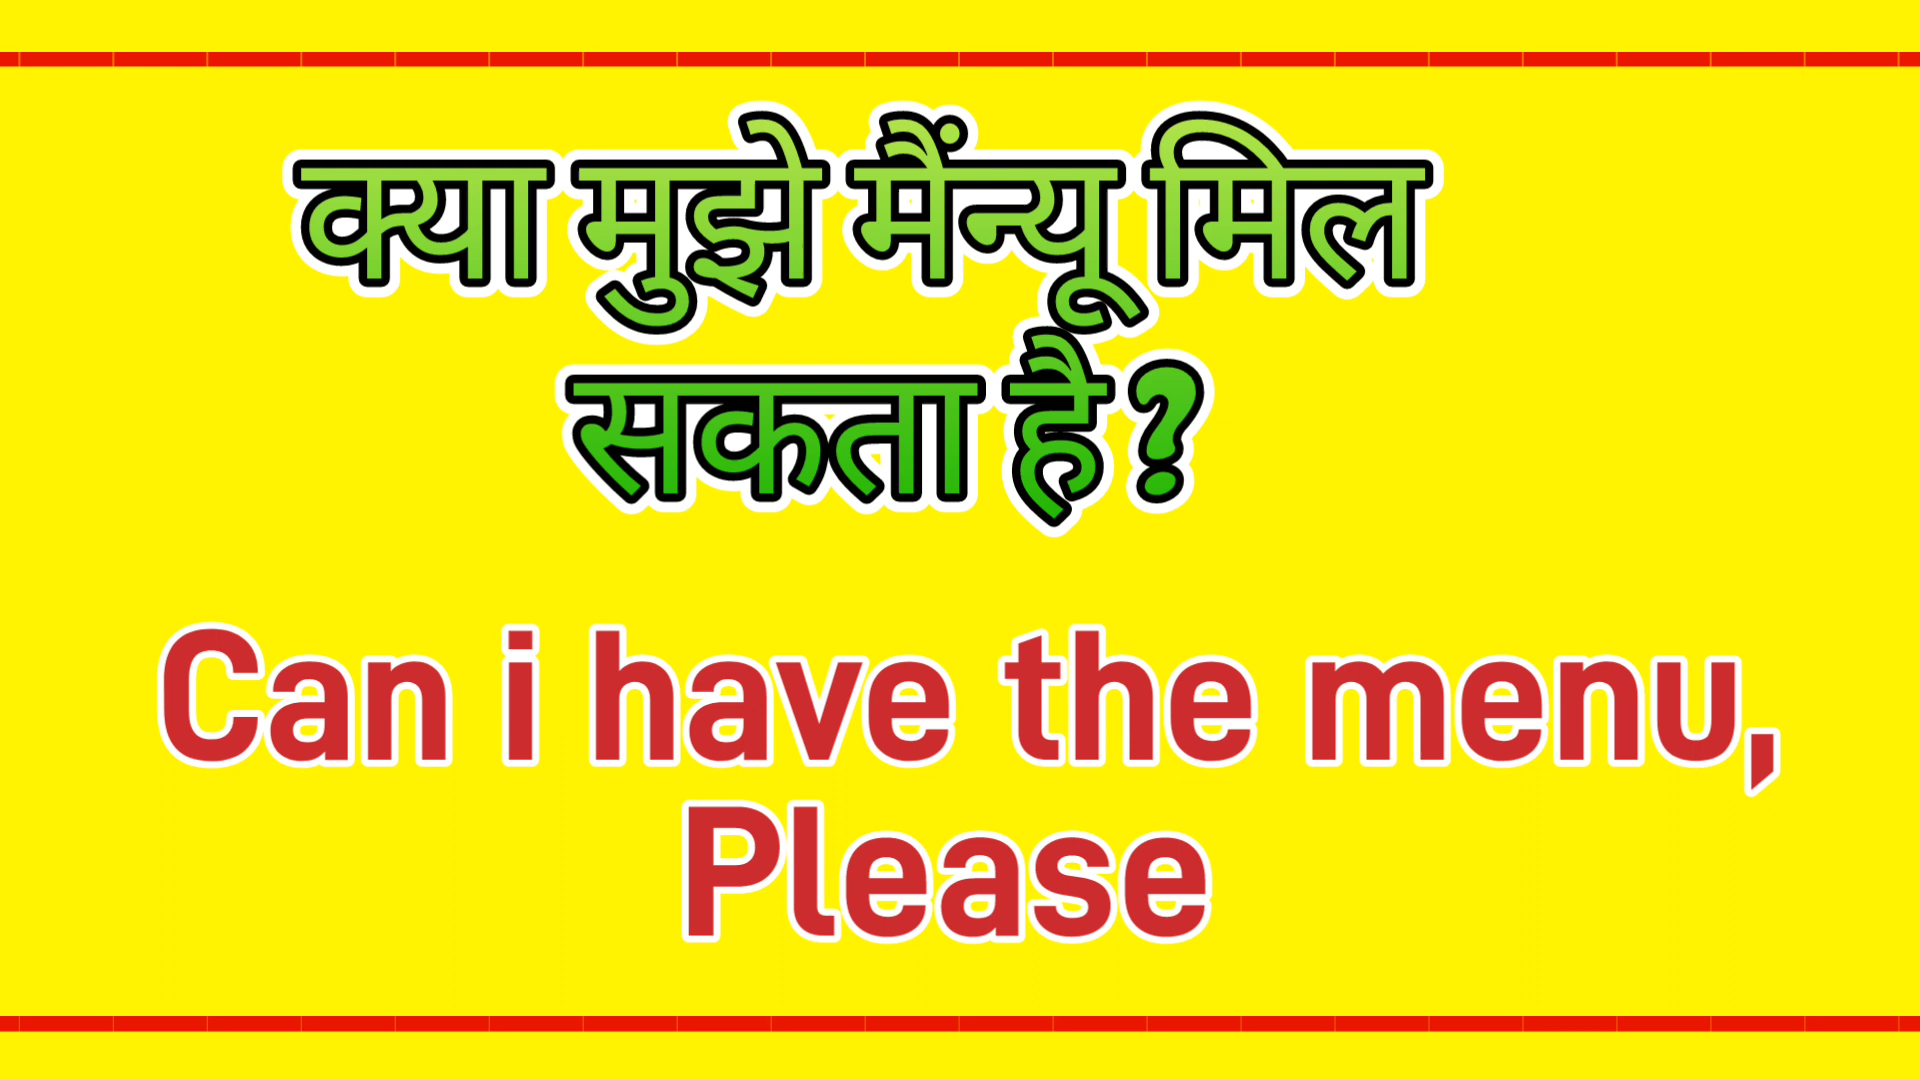 क्या मुझे मैंन्यू मिल
सकता है ?
Can i have the menu,
Please